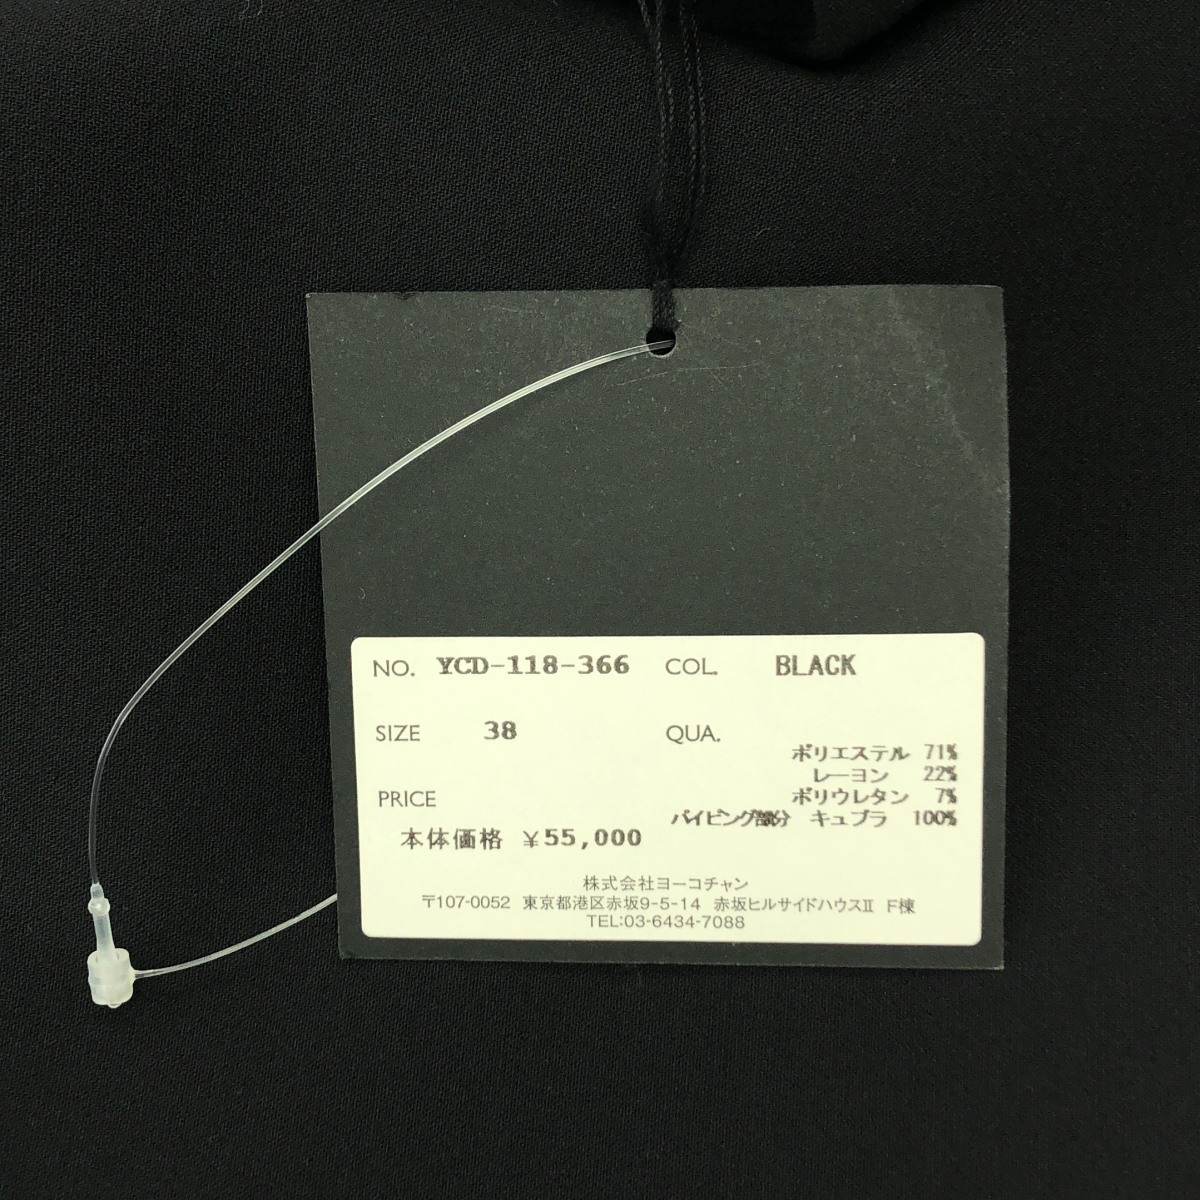 NO. YCD-118-366 COL. BLACK
SIZE 38 QUA.
ポリエステル 71%
レーヨン 22%
ポリウレタン 7%
パイピング部分 キュプラ 100%
PRICE
本体価格 ¥55,000
株式会社ヨーコチャン
〒107-0052 東京都港区赤坂9-5-14 赤坂ヒルサイドハウスⅡ F棟
TEL:03-6434-7088